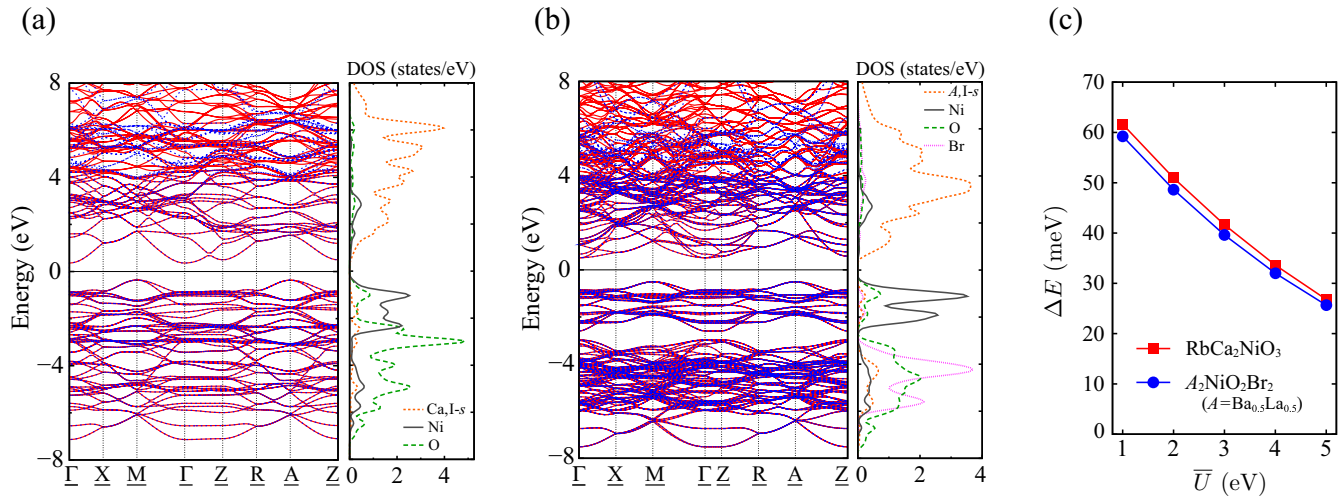 (a)
DOS (states/eV)
Energy (eV)
8
4
0
−4
−8
Γ X M Γ Z R A Z
0 2 4
Ca,I-s
Ni
O
(b)
DOS (states/eV)
Energy (eV)
8
4
0
−4
−8
Γ X M Γ Z R A Z
0 2 4
A,I-s
Ni
O
Br
(c)
ΔE (meV)
70
60
50
40
30
20
10
0
1 2 3 4 5
U̅ (eV)
RbCa₂NiO₃
A₂NiO₂Br₂
(A=Ba₀.₅La₀.₅)